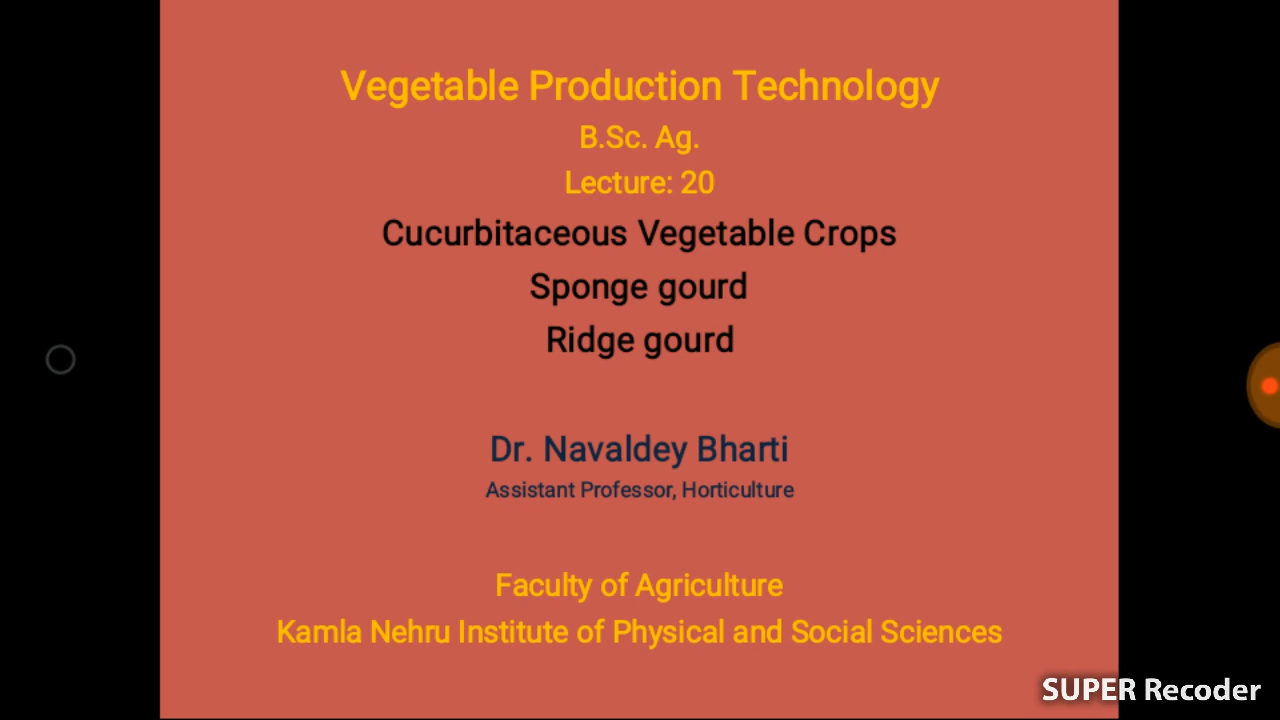 Vegetable Production Technology
B.Sc. Ag.
Lecture: 20
Cucurbitaceous Vegetable Crops
Sponge gourd
Ridge gourd
Dr. Navaldey Bharti
Assistant Professor, Horticulture
Faculty of Agriculture
Kamla Nehru Institute of Physical and Social Sciences
SUPER Recoder